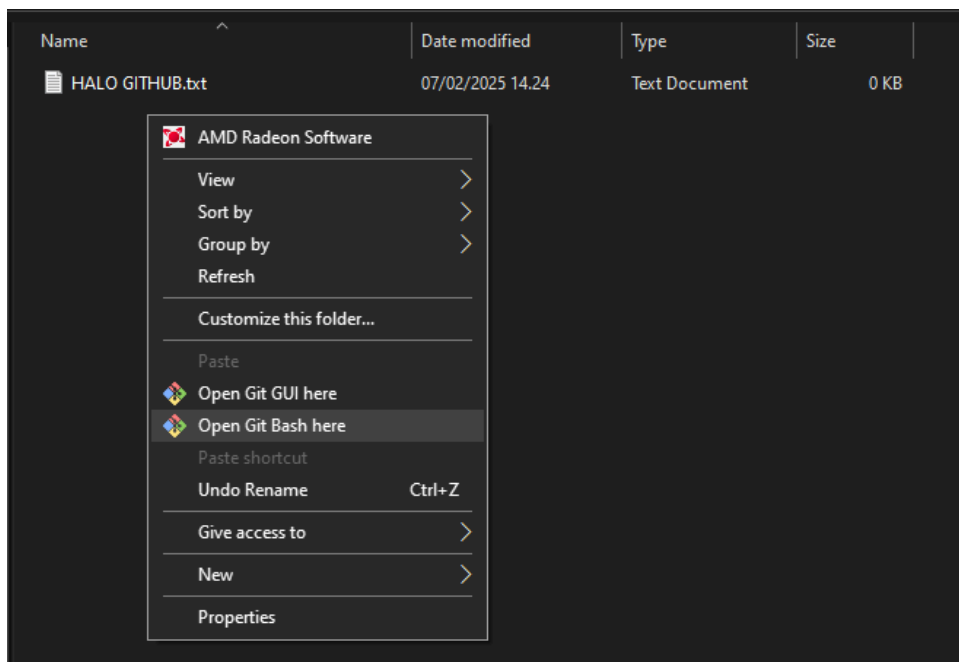 Name Date modified Type Size
HALO GITHUB.txt 07/02/2025 14.24 Text Document 0 KB
AMD Radeon Software
View
Sort by
Group by
Refresh
Customize this folder...
Paste
Open Git GUI here
Open Git Bash here
Paste shortcut
Undo Rename Ctrl+Z
Give access to
New
Properties